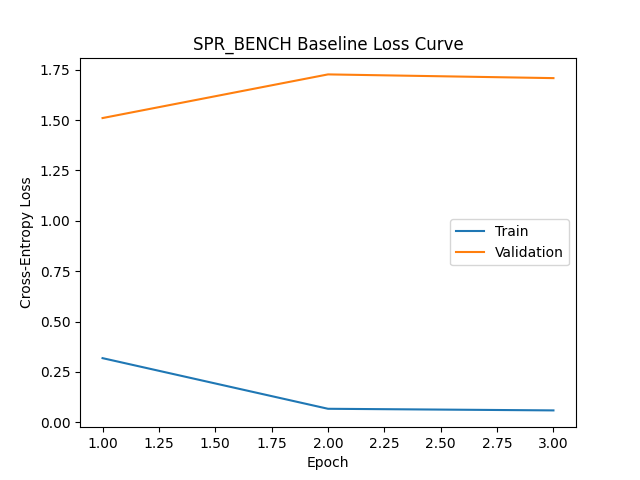 SPR_BENCH Baseline Loss Curve
1.75
1.50
1.25
1.00
0.75
0.50
0.25
0.00
Cross-Entropy Loss
Train
Validation
1.00 1.25 1.50 1.75 2.00 2.25 2.50 2.75 3.00
Epoch